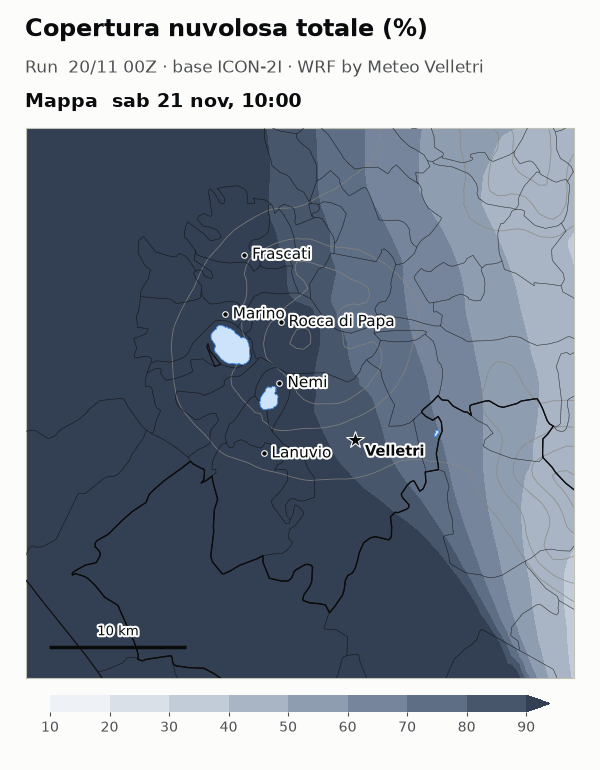 Copertura nuvolosa totale (%)
Run  20/11 00Z · base ICON-2I · WRF by Meteo Velletri
Mappa  sab 21 nov, 10:00
Frascati
Marino
Rocca di Papa
Nemi
Velletri
Lanuvio
10 km
10 20 30 40 50 60 70 80 90